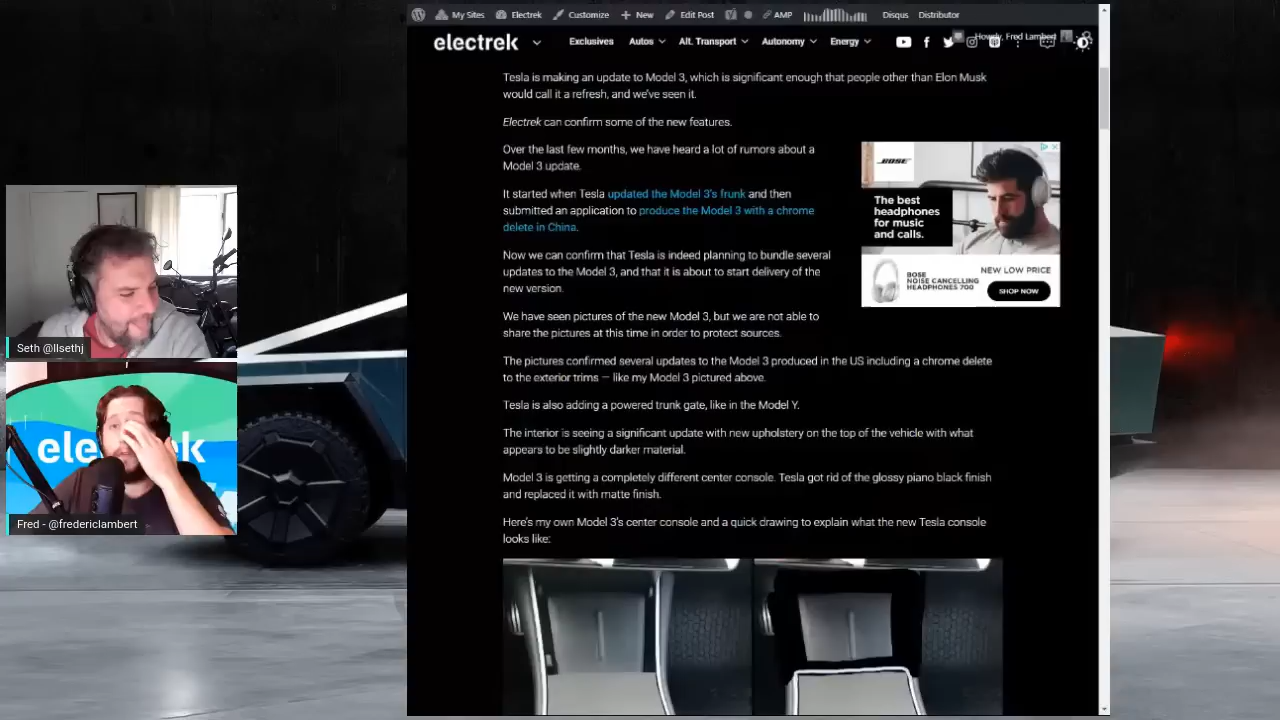 My Sites Electrek Customize New Edit Post AMP Disqus Distributor
electrek Exclusives Autos Alt. Transport Autonomy Energy
Howdy, Fred Lambert
Tesla is making an update to Model 3, which is significant enough that people other than Elon Musk
would call it a refresh, and we've seen it.
Electrek can confirm some of the new features.
Over the last few months, we have heard a lot of rumors about a
Model 3 update.
It started when Tesla updated the Model 3's frunk and then
submitted an application to produce the Model 3 with a chrome
delete in China.
Now we can confirm that Tesla is indeed planning to bundle several
updates to the Model 3, and that it is about to start delivery of the
new version.
We have seen pictures of the new Model 3, but we are not able to
share the pictures at this time in order to protect sources.
The pictures confirmed several updates to the Model 3 produced in the US including a chrome delete
to the exterior trims — like my Model 3 pictured above.
Tesla is also adding a powered trunk gate, like in the Model Y.
The interior is seeing a significant update with new upholstery on the top of the vehicle with what
appears to be slightly darker material.
Model 3 is getting a completely different center console. Tesla got rid of the glossy piano black finish
and replaced it with matte finish.
Here's my own Model 3's center console and a quick drawing to explain what the new Tesla console
looks like:
BOSE
The best
headphones
for music
and calls.
BOSE
NOISE CANCELLING
HEADPHONES 700
NEW LOW PRICE
SHOP NOW
Seth @llsethj
electrek
Fred - @fredericlambert